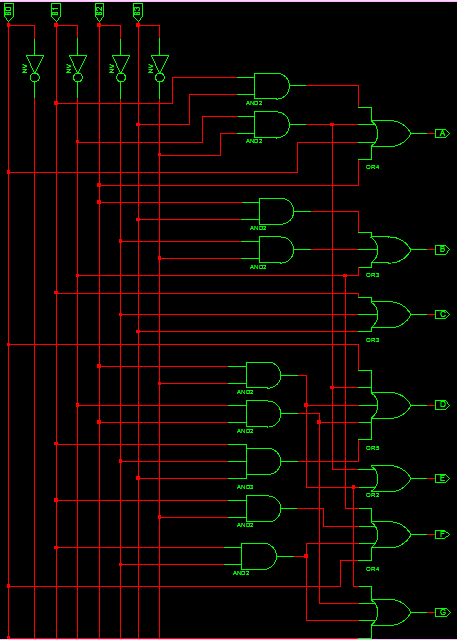 B0 B1 B2 B3
INV INV INV INV
AND2
A
AND2
OR4
AND2
B
AND2
OR3
C
OR3
AND2
D
AND2
OR5
AND3
E
OR2
AND2
F
OR4
AND2
G